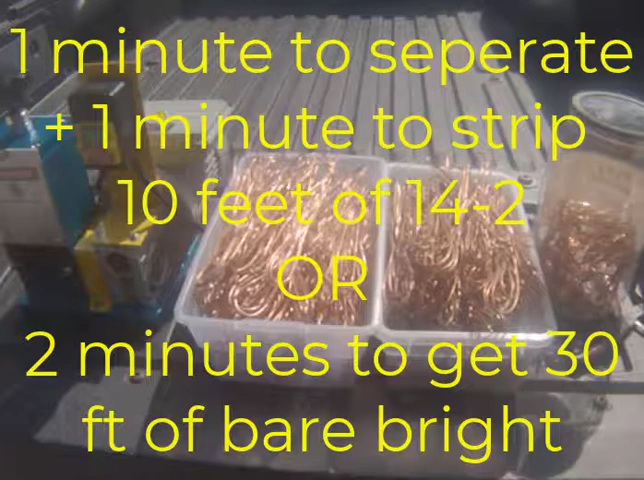 1 minute to seperate
+ 1 minute to strip
10 feet of 14-2
OR
2 minutes to get 30
ft of bare bright